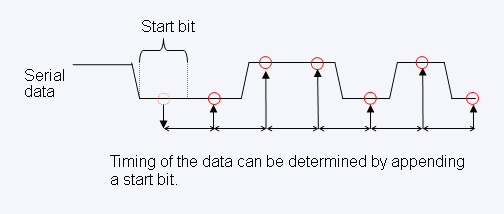 Start bit
Serial
data
Timing of the data can be determined by appending
a start bit.